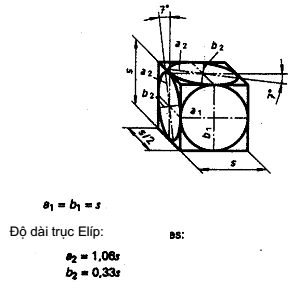 7°
a2
b2
s
a2
b2
7°
a1
b1
s/2
s
a1 = b1 = s
Độ dài trục Elíp: es:
a2 = 1,06s
b2 = 0,33s